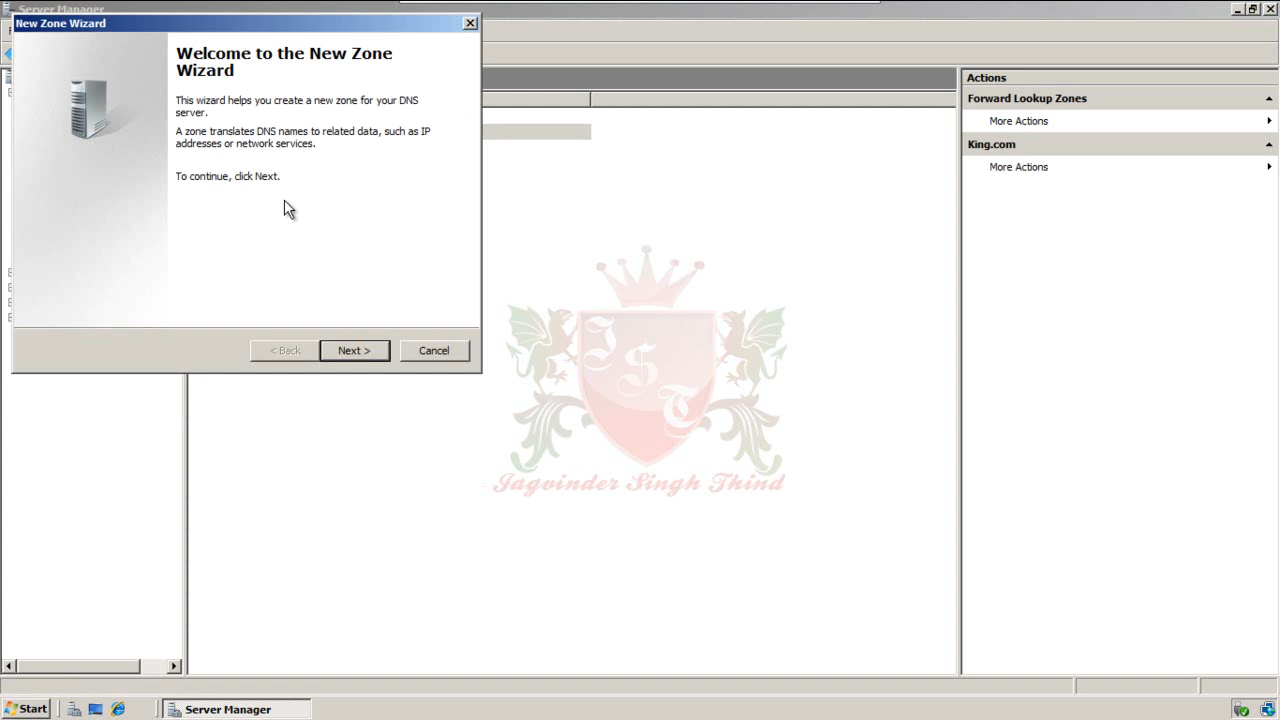 Server Manager
New Zone Wizard
Welcome to the New Zone
Wizard
This wizard helps you create a new zone for your DNS
server.
A zone translates DNS names to related data, such as IP
addresses or network services.
To continue, click Next.
< Back
Next >
Cancel
Actions
Forward Lookup Zones
More Actions
King.com
More Actions
J S T
Jagvinder Singh Thind
Start
Server Manager